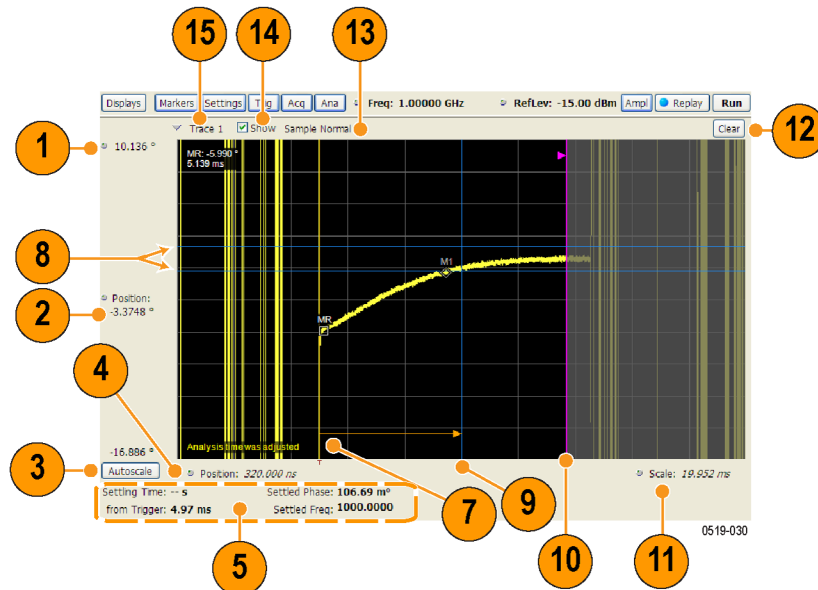 15 14 13
Displays Markers Settings Trig Acq Ana Freq: 1.00000 GHz RefLev: -15.00 dBm Ampl Replay Run
Trace 1 Show Sample Normal Clear
12
1
10.136 °
MR: -5.990 °
5.139 ms
8
M1
Position:
-3.3748 °
2
MR
4
-16.886 °
Analysis time was adjusted
3
Autoscale
T
Position: 320.000 ns
Scale: 19.952 ms
Settling Time: -- s Settled Phase: 106.69 mº
from Trigger: 4.97 ms Settled Freq: 1000.0000
7
9
10
11
5
0519-030